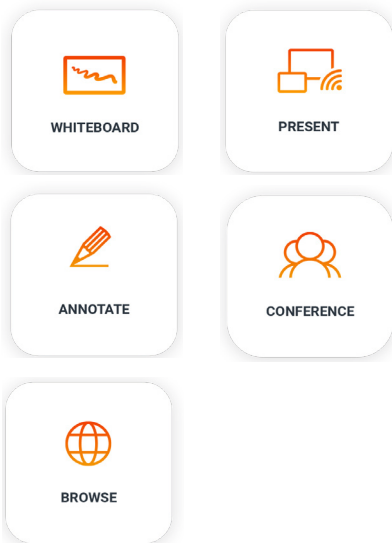 WHITEBOARD
PRESENT
ANNOTATE
CONFERENCE
BROWSE